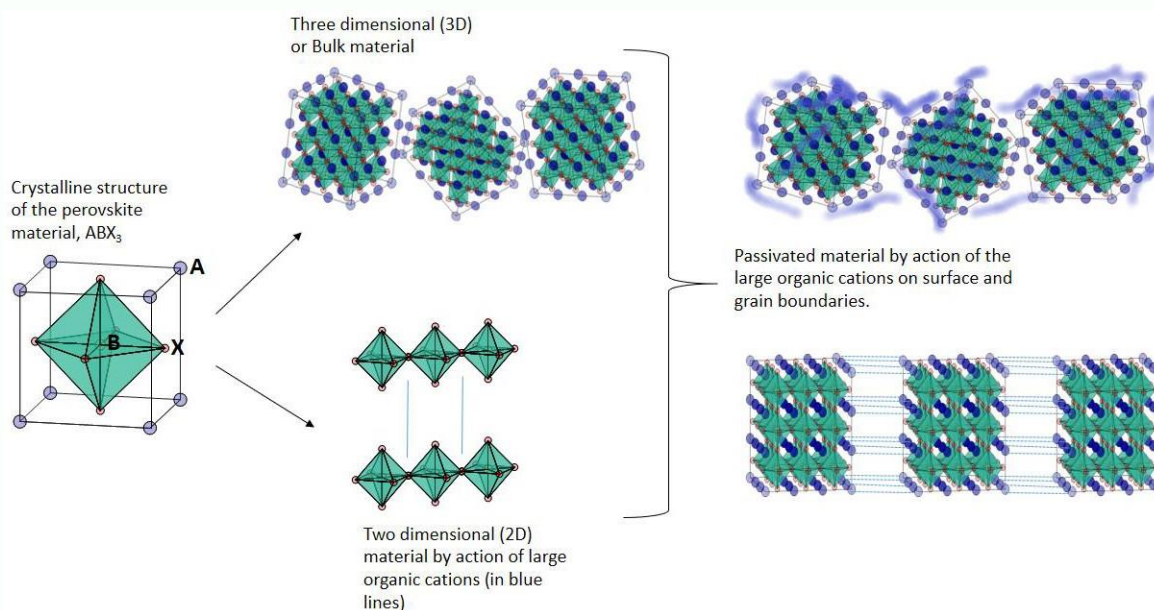 Three dimensional (3D)
or Bulk material
Crystalline structure
of the perovskite
material, ABX₃
A
B
X
Two dimensional (2D)
material by action of large
organic cations (in blue
lines)
Passivated material by action of the
large organic cations on surface and
grain boundaries.